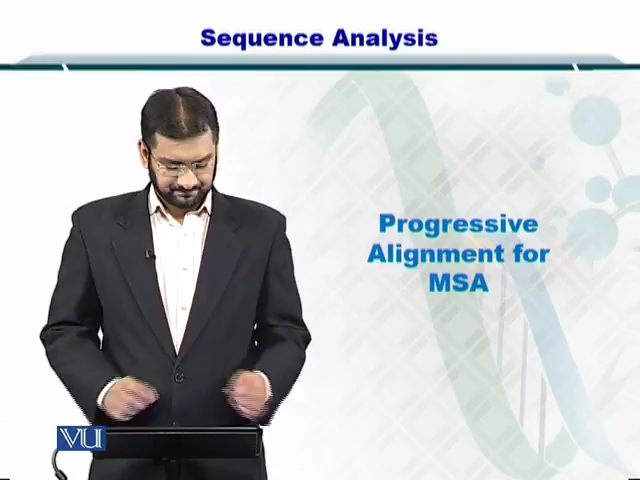 Sequence Analysis
Progressive
Alignment for
MSA
VU